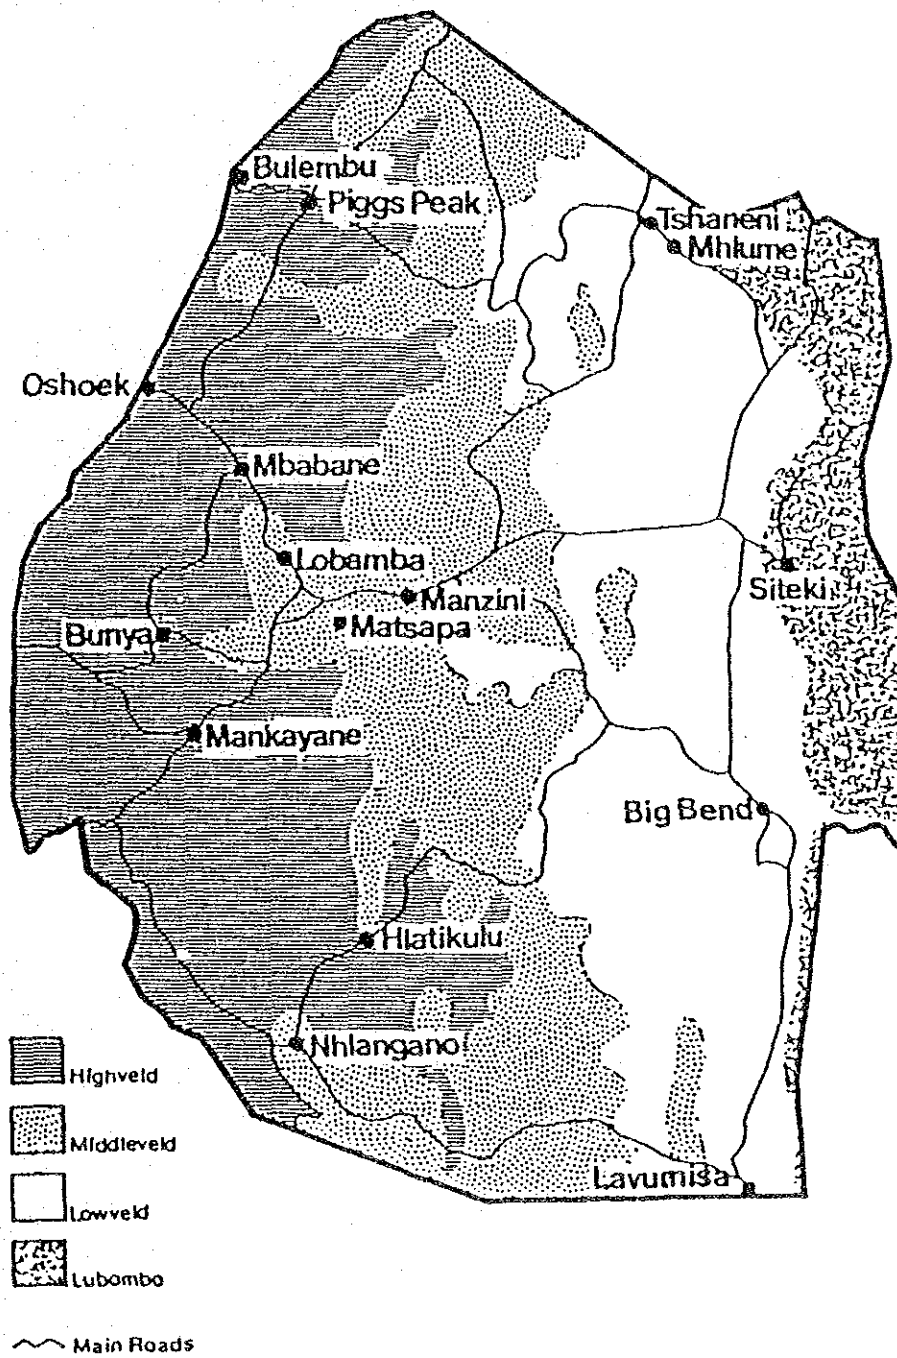 Bulembu
Piggs Peak
Tshaneni
Mhlume
Oshoek
Mbabane
Lobamba
Siteki
Manzini
Matsapa
Bunya
Mankayane
Big Bend
Hlatikulu
Nhlangano
Highveld
Middleveld
Lavumisa
Lowveld
Lubombo
Main Roads